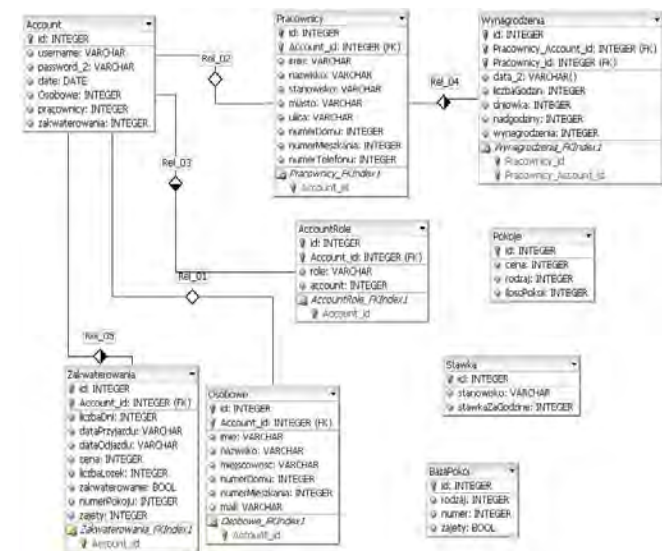 Account
id: INTEGER
username: VARCHAR
password_2: VARCHAR
date: DATE
Osobowe: INTEGER
pracownicy: INTEGER
zakwaterowania: INTEGER
Rel_02
Pracownicy
id: INTEGER
Account_id: INTEGER (FK)
imie: VARCHAR
nazwisko: VARCHAR
stanowisko: VARCHAR
miasto: VARCHAR
ulica: VARCHAR
numerDomu: INTEGER
numerMieszkania: INTEGER
numerTelefonu: INTEGER
Pracownicy_FKIndex1
Account_id
Rel_04
Wynagrodzenia
id: INTEGER
Pracownicy_Account_id: INTEGER (FK)
Pracownicy_id: INTEGER (FK)
data_2: VARCHAR()
liczbaGodzin: INTEGER
dniowka: INTEGER
nadgodziny: INTEGER
wynagrodzenia: INTEGER
Wynagrodzenia_FKIndex1
Pracownicy_id
Pracownicy_Account_id
Rel_03
AccountRole
id: INTEGER
Account_id: INTEGER (FK)
role: VARCHAR
account: INTEGER
AccountRole_FKIndex1
Account_id
Pokoje
id: INTEGER
cena: INTEGER
rodzaj: INTEGER
iloscPokoi: INTEGER
Rel_01
Rel_05
Zakwaterowania
id: INTEGER
Account_id: INTEGER (FK)
liczbaDni: INTEGER
dataPrzyjazdu: VARCHAR
dataOdjazdu: VARCHAR
cena: INTEGER
liczbaLozek: INTEGER
zakwaterowanie: BOOL
numerPokoju: INTEGER
zajety: INTEGER
Zakwaterowania_FKIndex1
Account_id
Osobowe
id: INTEGER
Account_id: INTEGER (FK)
imie: VARCHAR
nazwisko: VARCHAR
miejscowosc: VARCHAR
numerDomu: INTEGER
numerMieszkania: INTEGER
mail: VARCHAR
Osobowe_FKIndex1
Account_id
Stawka
id: INTEGER
stanowisko: VARCHAR
stawkaZaGodzine: INTEGER
BazaPokoi
id: INTEGER
rodzaj: INTEGER
numer: INTEGER
zajety: BOOL